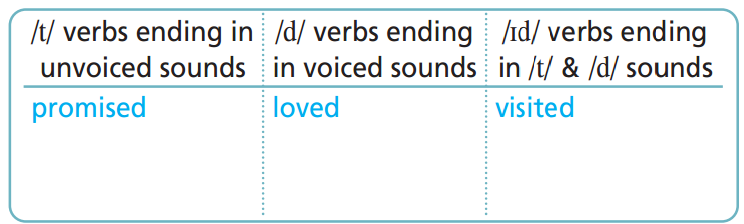 /t/ verbs ending in unvoiced sounds
/d/ verbs ending in voiced sounds
/ɪd/ verbs ending in /t/ & /d/ sounds
promised
loved
visited